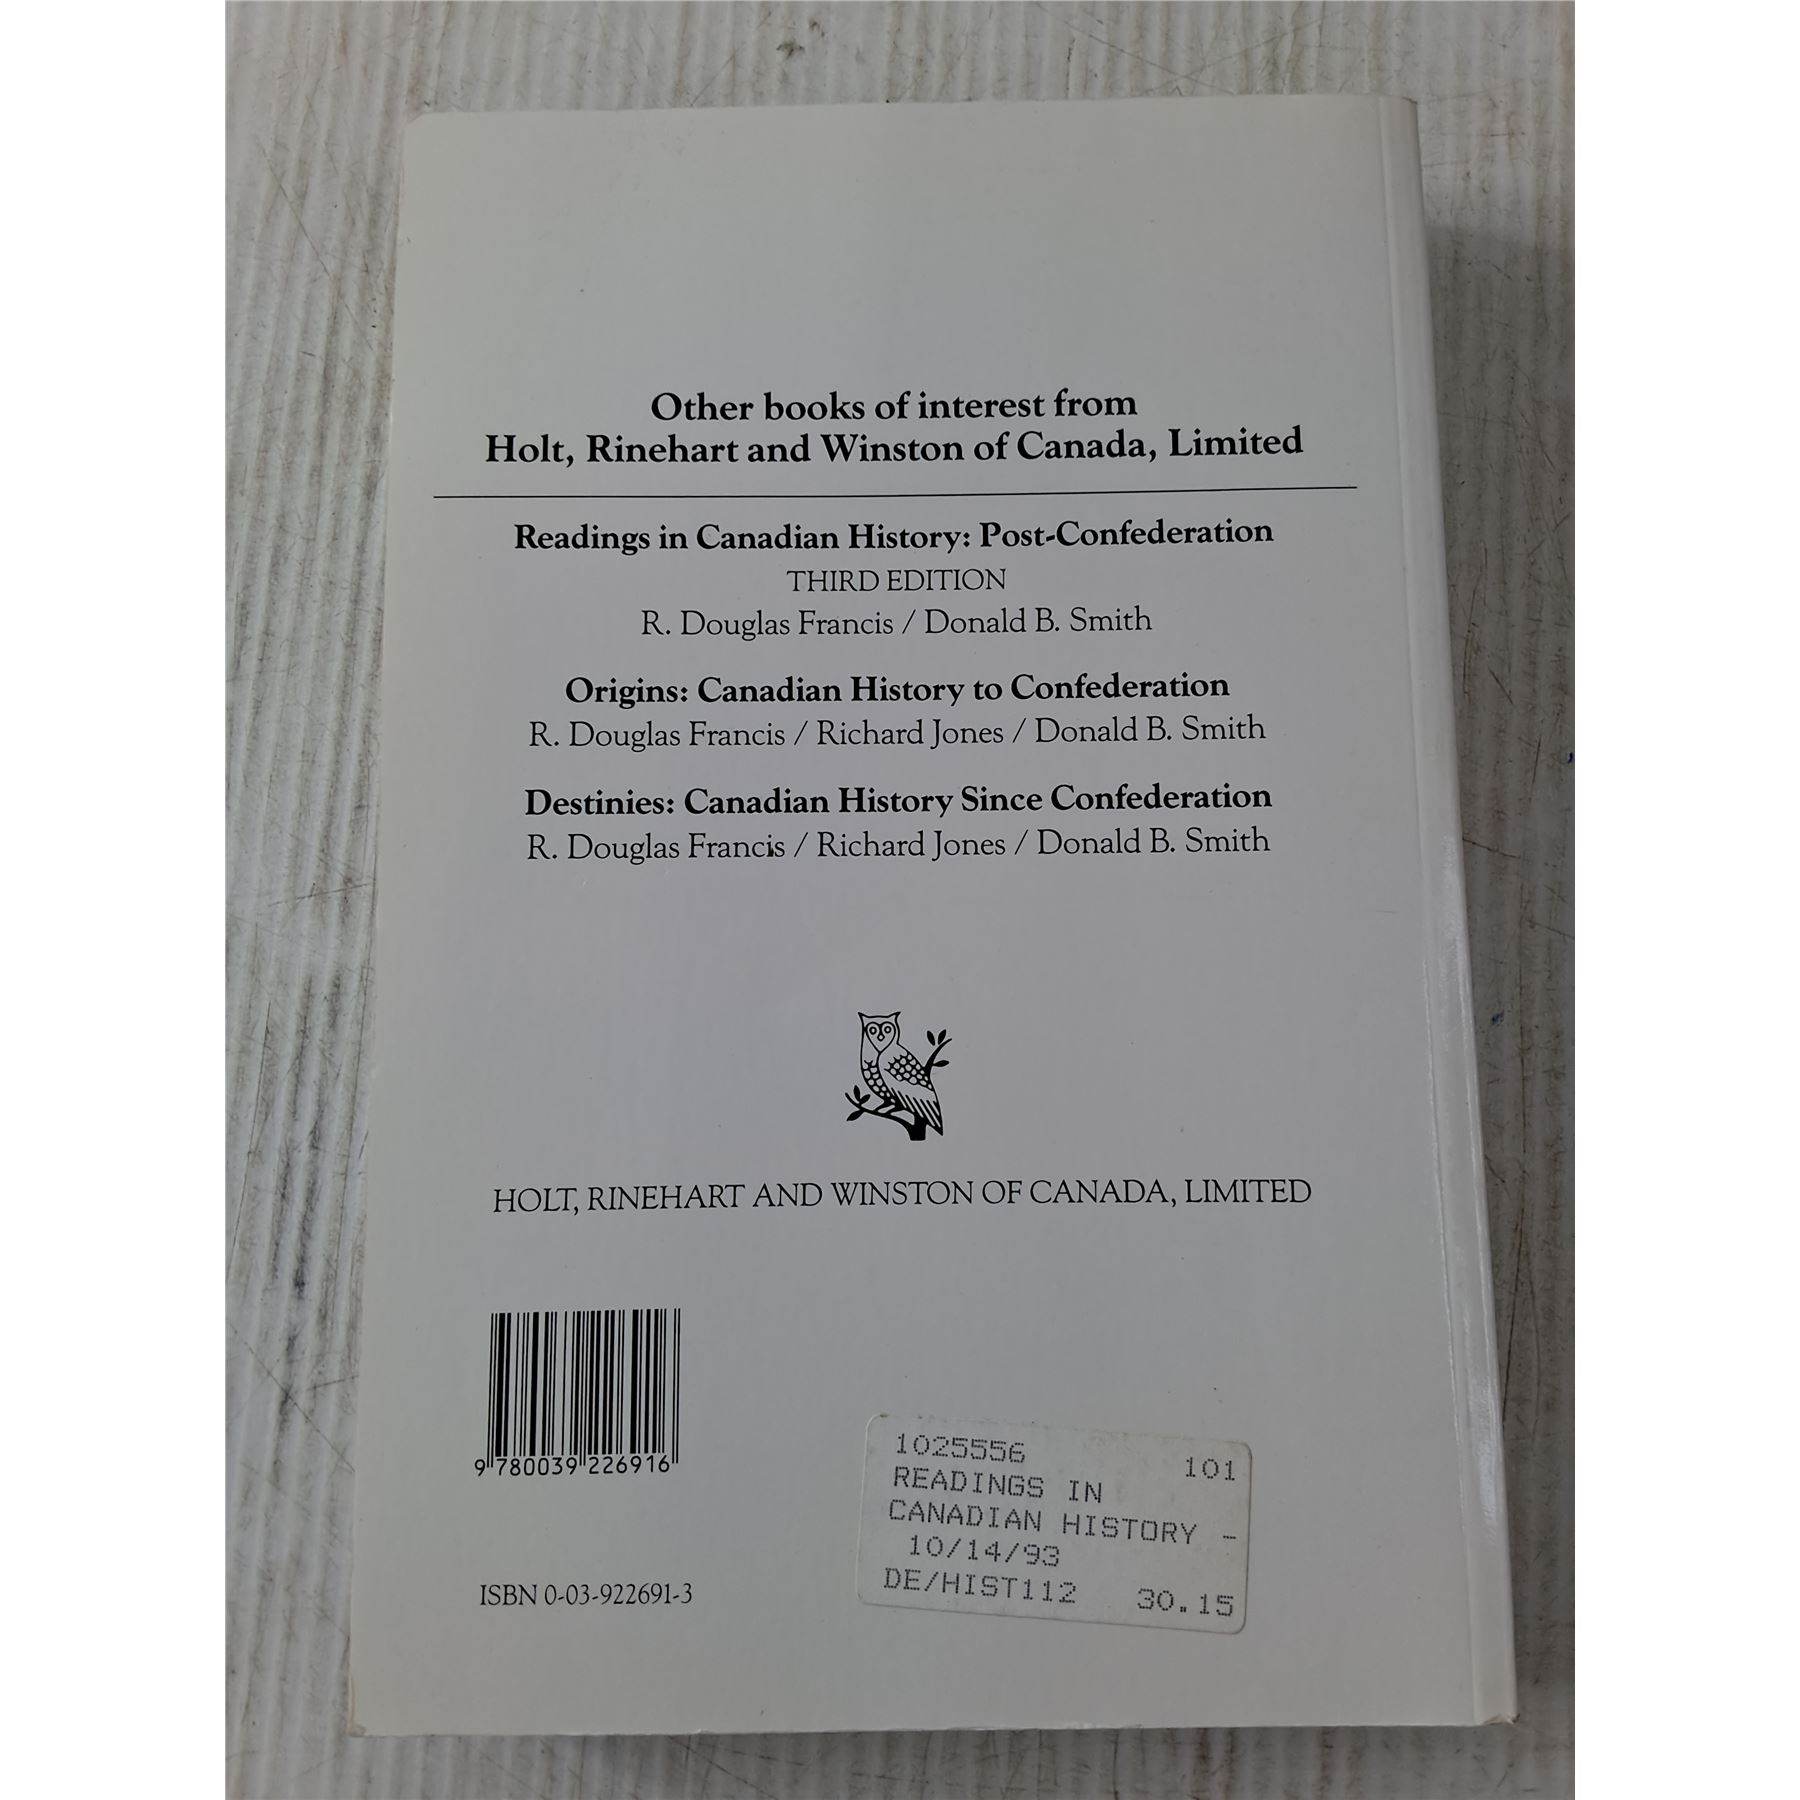 Other books of interest from
Holt, Rinehart and Winston of Canada, Limited
Readings in Canadian History: Post-Confederation
THIRD EDITION
R. Douglas Francis / Donald B. Smith
Origins: Canadian History to Confederation
R. Douglas Francis / Richard Jones / Donald B. Smith
Destinies: Canadian History Since Confederation
R. Douglas Francis / Richard Jones / Donald B. Smith
HOLT, RINEHART AND WINSTON OF CANADA, LIMITED
9 780039 226916
ISBN 0-03-922691-3
1025556 101
READINGS IN
CANADIAN HISTORY -
10/14/93
DE/HIST112 30.15